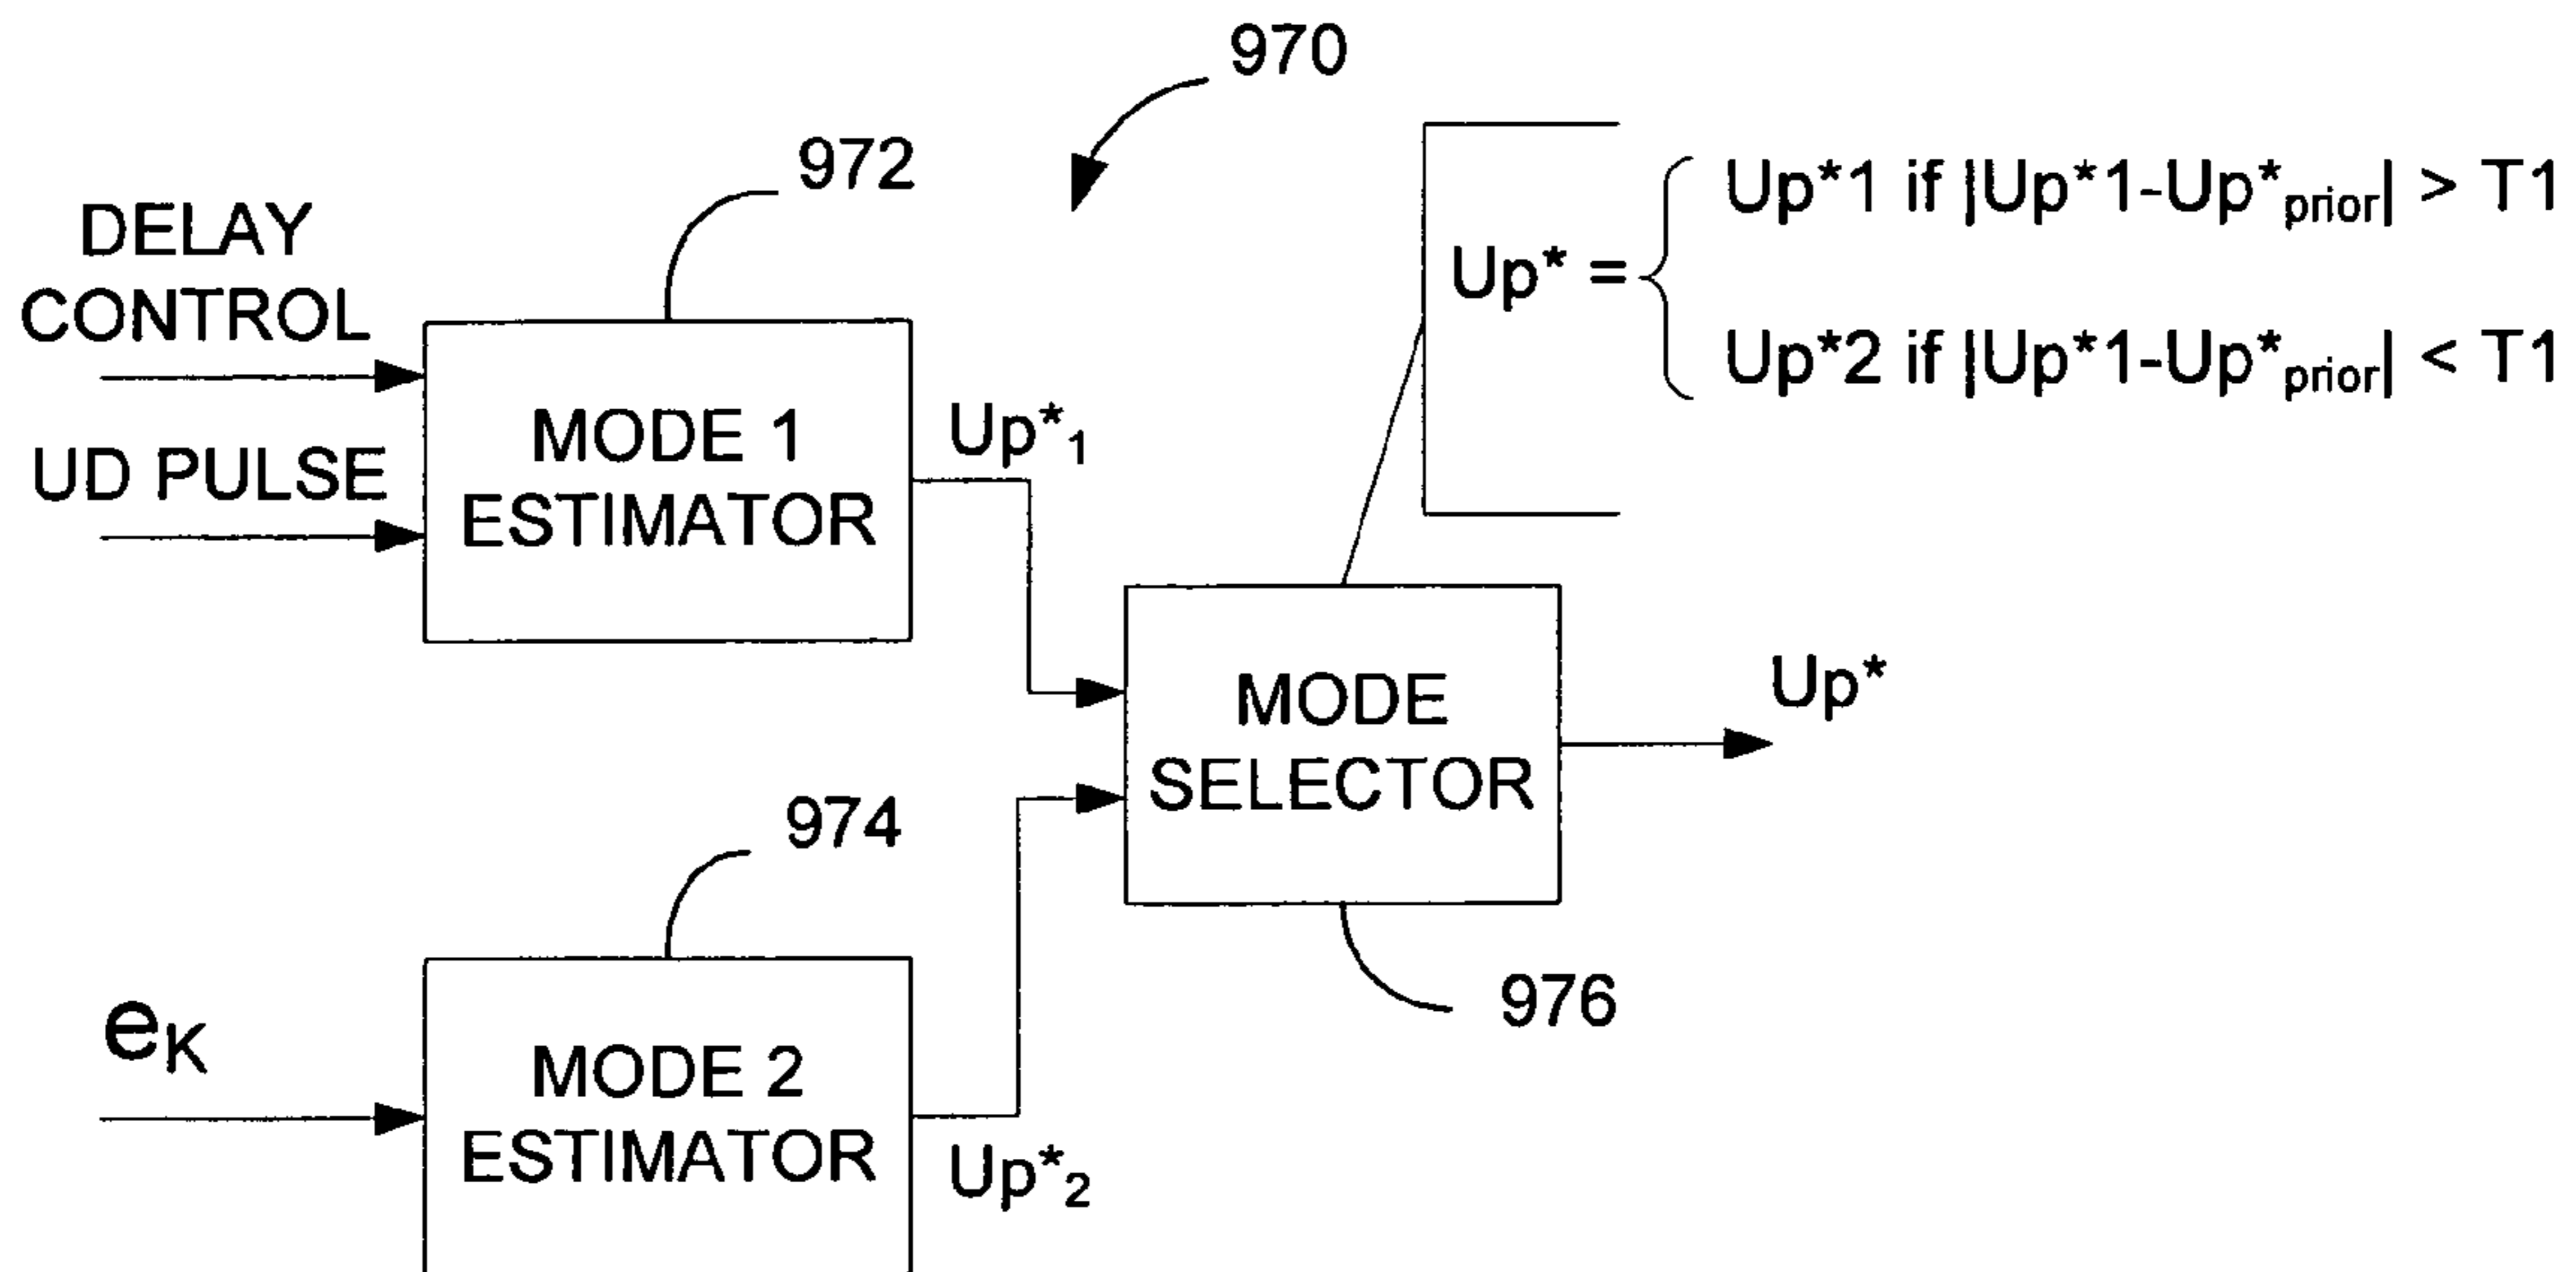 970
972
Up*1 if |Up*1-Up*prior| > T1
Up* =
Up*2 if |Up*1-Up*prior| < T1
DELAY
CONTROL
UD PULSE
MODE 1
ESTIMATOR
Up*1
MODE
SELECTOR
Up*
974
976
eK
MODE 2
ESTIMATOR
Up*2